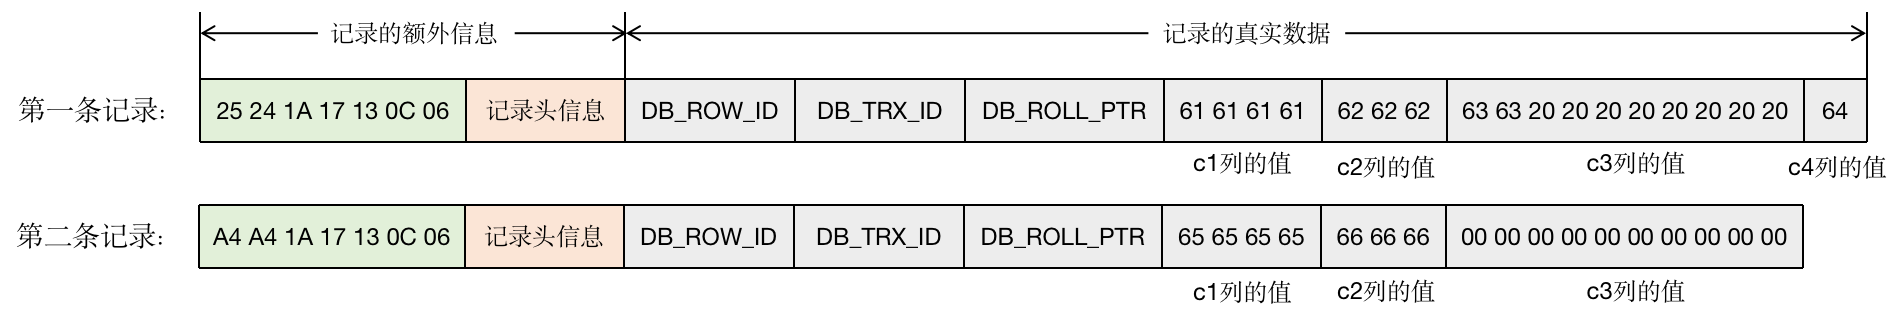 记录的额外信息 记录的真实数据
第一条记录: 25 24 1A 17 13 0C 06 记录头信息 DB_ROW_ID DB_TRX_ID DB_ROLL_PTR 61 61 61 61 62 62 62 63 63 20 20 20 20 20 20 20 20 64
c1列的值 c2列的值 c3列的值 c4列的值
第二条记录: A4 A4 1A 17 13 0C 06 记录头信息 DB_ROW_ID DB_TRX_ID DB_ROLL_PTR 65 65 65 65 66 66 66 00 00 00 00 00 00 00 00 00 00
c1列的值 c2列的值 c3列的值